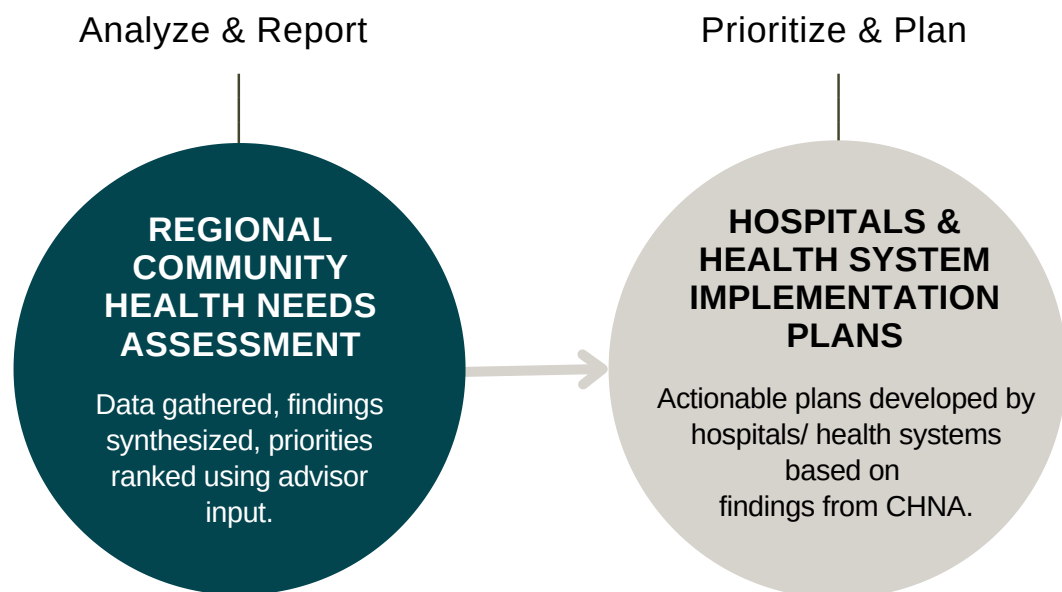 Analyze & Report
Prioritize & Plan
REGIONAL
COMMUNITY
HEALTH NEEDS
ASSESSMENT
Data gathered, findings
synthesized, priorities
ranked using advisor
input.
HOSPITALS &
HEALTH SYSTEM
IMPLEMENTATION
PLANS
Actionable plans developed by
hospitals/ health systems
based on
findings from CHNA.